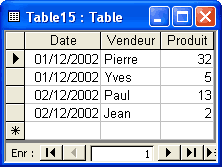 Table15 : Table
Date Vendeur Produit
01/12/2002 Pierre 32
01/12/2002 Yves 5
02/12/2002 Paul 13
02/12/2002 Jean 2
Enr : 1